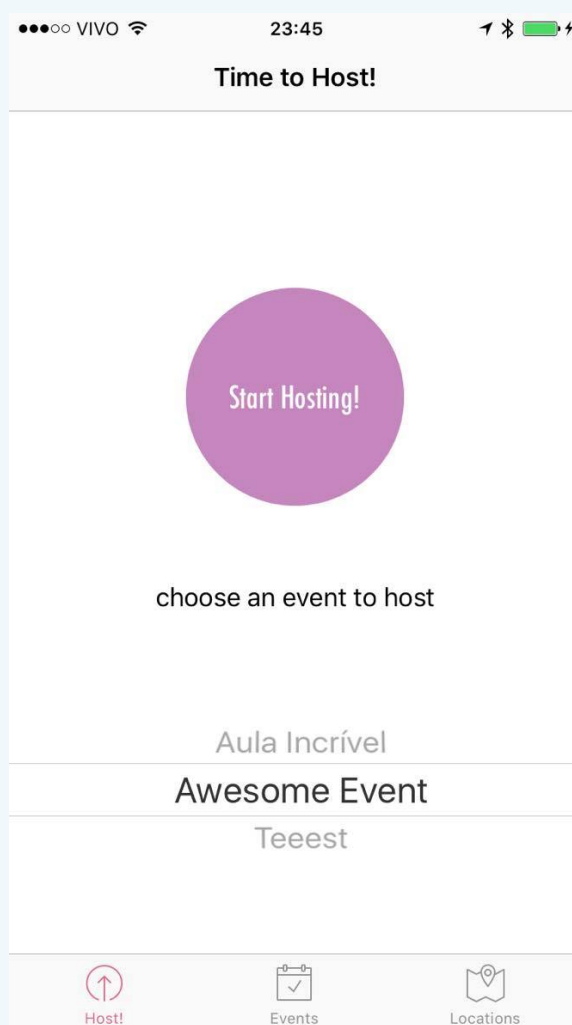 VIVO 23:45
Time to Host!
Start Hosting!
choose an event to host
Aula Incrível
Awesome Event
Teeest
Host! Events Locations